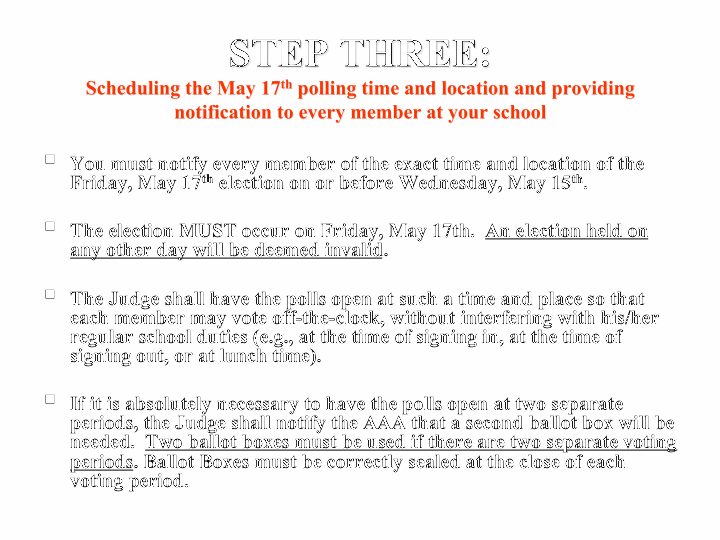 STEP THREE:
Scheduling the May 17th polling time and location and providing
notification to every member at your school
You must notify every member of the exact time and location of the
Friday, May 17th election on or before Wednesday, May 15th.
The election MUST occur on Friday, May 17th.  An election held on
any other day will be deemed invalid.
The Judge shall have the polls open at such a time and place so that
each member may vote off-the-clock, without interfering with his/her
regular school duties (e.g., at the time of signing in, at the time of
signing out, or at lunch time).
If it is absolutely necessary to have the polls open at two separate
periods, the Judge shall notify the AAA that a second ballot box will be
needed.  Two ballot boxes must be used if there are two separate voting
periods. Ballot Boxes must be correctly sealed at the close of each
voting period.